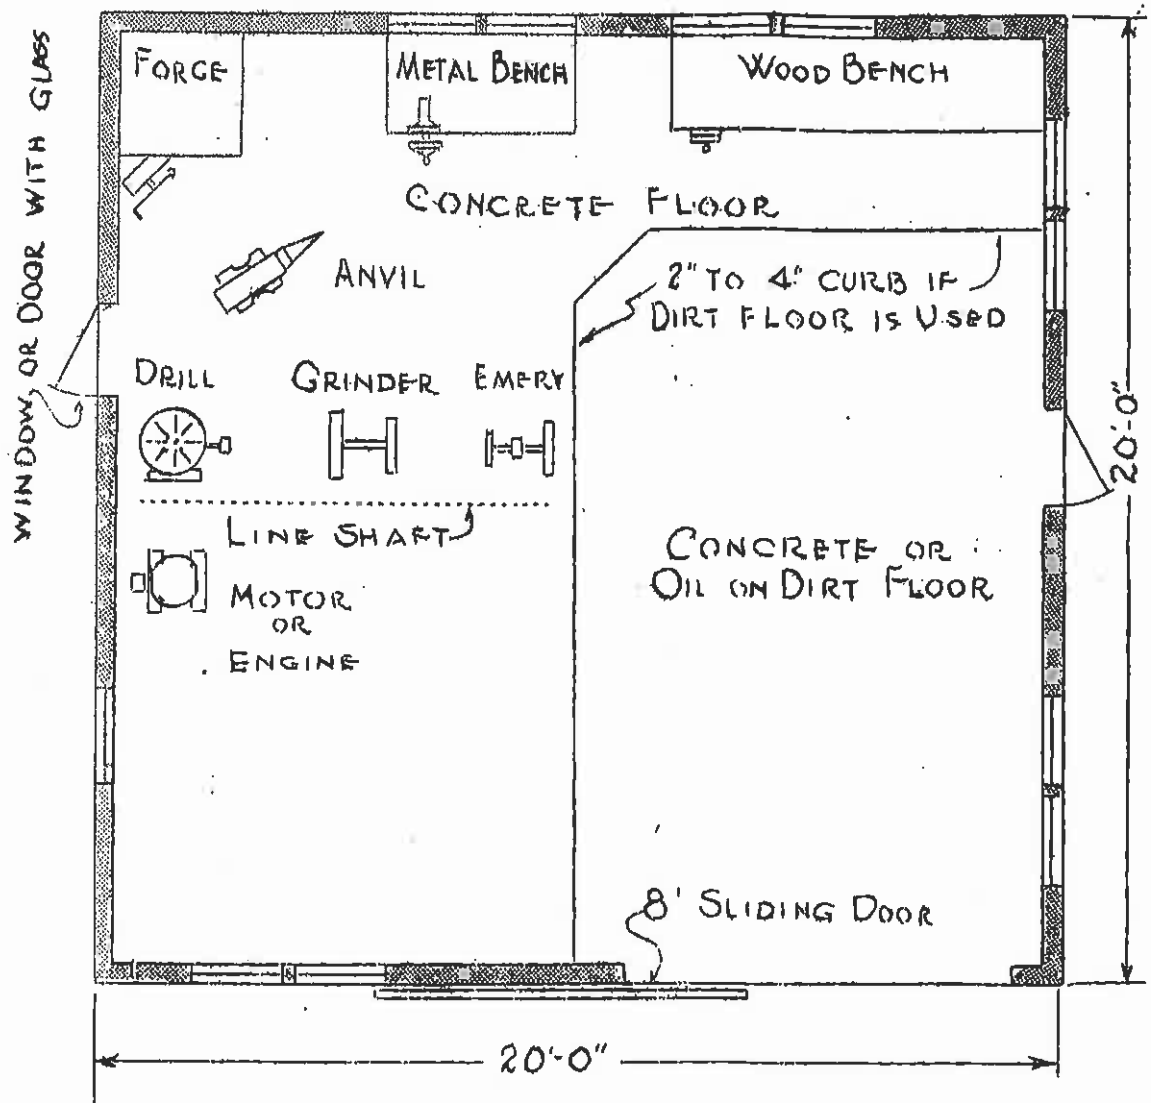 WINDOW OR DOOR WITH GLASS
FORGE
METAL BENCH
WOOD BENCH
CONCRETE FLOOR
ANVIL
2" TO 4" CURB IF
DIRT FLOOR IS USED
DRILL
GRINDER
EMERY
20'-0"
LINE SHAFT
CONCRETE OR
OIL ON DIRT FLOOR
MOTOR
OR
ENGINE
8' SLIDING DOOR
20'-0"